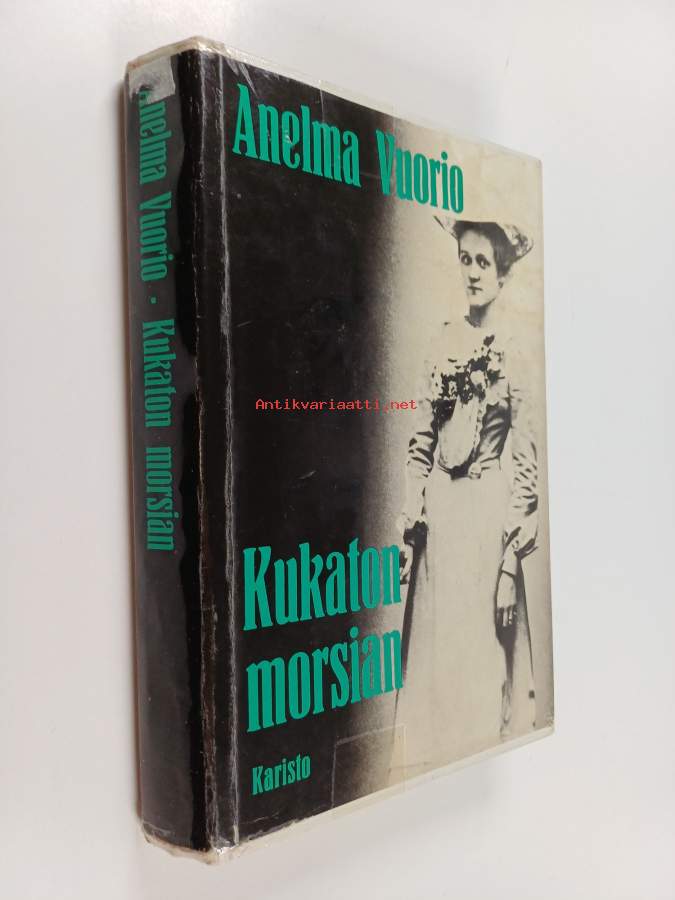 Anelma Vuorio · Kukaton morsian
Anelma Vuorio
Antikvariaatti.net
Kukaton
morsian
Karisto